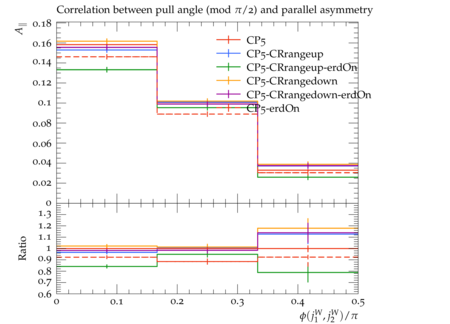 Correlation between pull angle (mod π/2) and parallel asymmetry
A∥
0.18
0.16
0.14
0.12
0.1
0.08
0.06
0.04
0.02
0
CP5
CP5-CRrangeup
CP5-CRrangeup-erdOn
CP5-CRrangedown
CP5-CRrangedown-erdOn
CP5-erdOn
Ratio
1.3
1.2
1.1
1
0.9
0.8
0.7
0.6
0 0.1 0.2 0.3 0.4 0.5
ϕ(j₁ᵂ, j₂ᵂ)/π